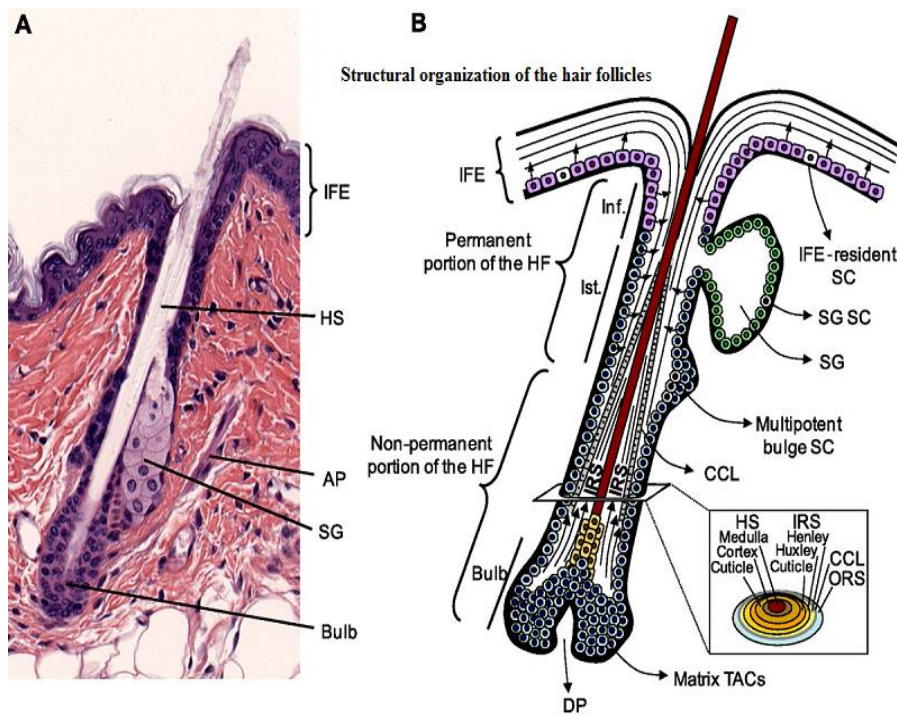 A
IFE
HS
AP
SG
Bulb
B
Structural organization of the hair follicles
IFE
Permanent
portion of the HF
Inf.
Ist.
IFE-resident
SC
SG SC
SG
Multipotent
bulge SC
Non-permanent
portion of the HF
CCL
IRS
IRS
Bulb
HS
Medulla
Cortex
Cuticle
IRS
Henley
Huxley
Cuticle
CCL
ORS
Matrix TACs
DP